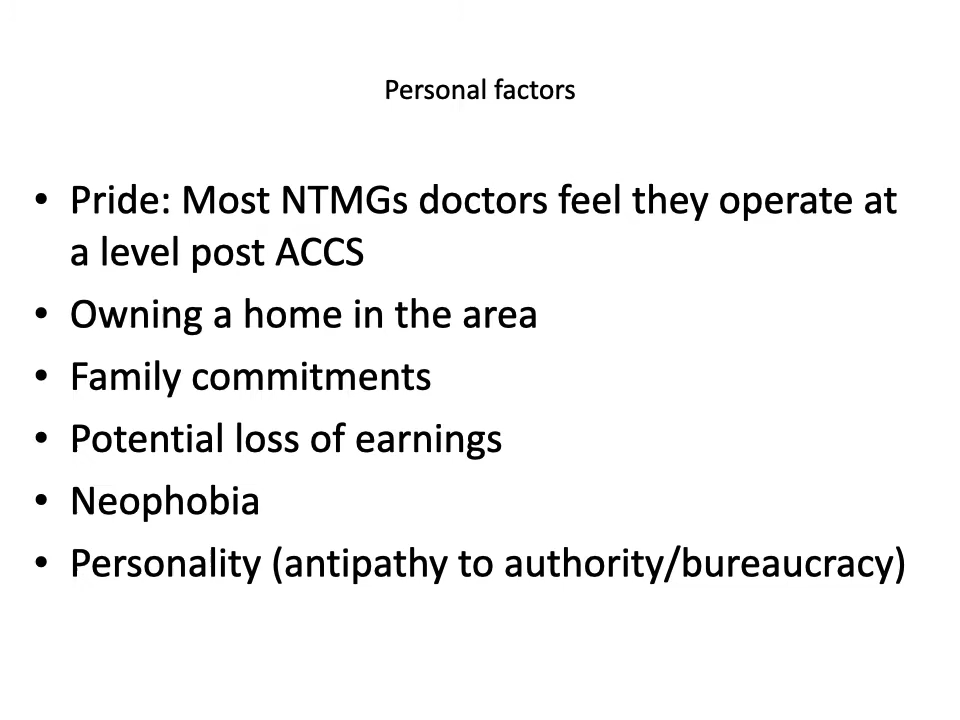 Personal factors
• Pride: Most NTMGs doctors feel they operate at
a level post ACCS
• Owning a home in the area
• Family commitments
• Potential loss of earnings
• Neophobia
• Personality (antipathy to authority/bureaucracy)